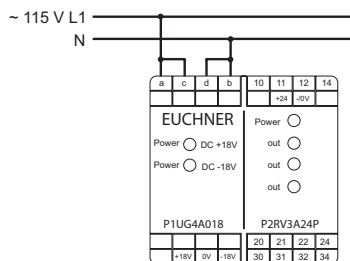 ~ 115 V L1
N
a c d b 10 11 12 14
+24 -/0V
EUCHNER Power
Power DC +18V out
Power DC -18V out
out
P1UG4A018 P2RV3A24P
20 21 22 24
+18V 0V -18V 30 31 32 34